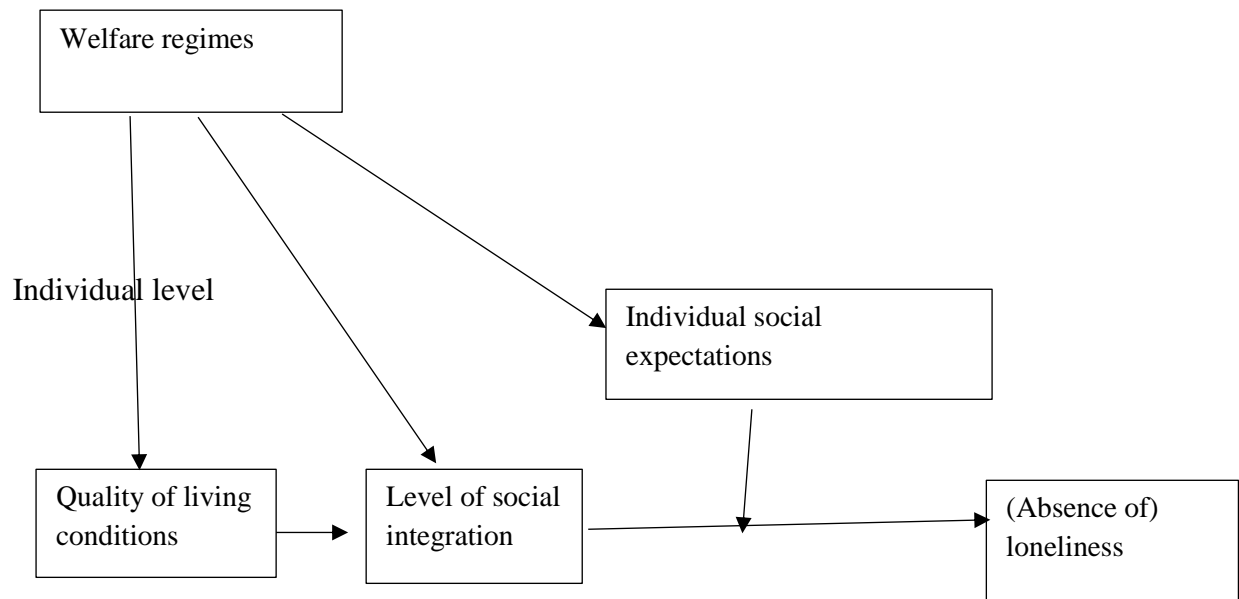 Welfare regimes
Individual level
Individual social
expectations
Quality of living
conditions
Level of social
integration
(Absence of)
loneliness